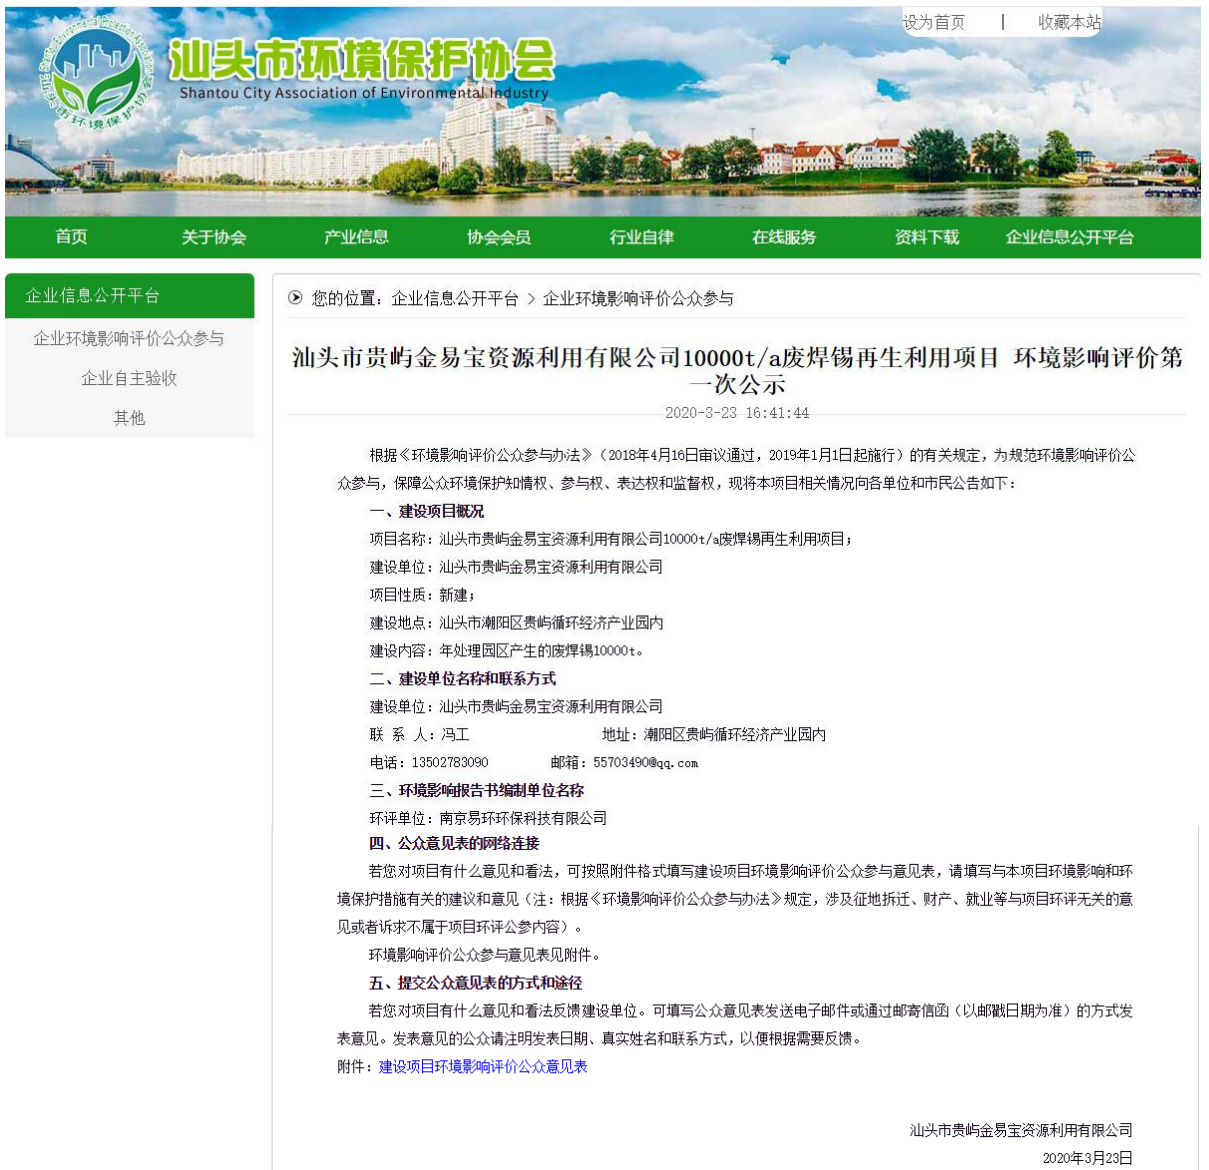 设为首页 | 收藏本站
汕头市环境保护协会
Shantou City Association of Environmental Industry
首页 关于协会 产业信息 协会会员 行业自律 在线服务 资料下载 企业信息公开平台
企业信息公开平台
企业环境影响评价公众参与
企业自主验收
其他
您的位置：企业信息公开平台 > 企业环境影响评价公众参与
汕头市贵屿金易宝资源利用有限公司10000t/a废焊锡再生利用项目 环境影响评价第
一次公示
2020-3-23 16:41:44
根据《环境影响评价公众参与办法》（2018年4月16日审议通过，2019年1月1日起施行）的有关规定，为规范环境影响评价公
众参与，保障公众环境保护知情权、参与权、表达权和监督权，现将本项目相关情况向各单位和市民公告如下：
一、建设项目概况
项目名称：汕头市贵屿金易宝资源利用有限公司10000t/a废焊锡再生利用项目；
建设单位：汕头市贵屿金易宝资源利用有限公司
项目性质：新建；
建设地点：汕头市潮阳区贵屿循环经济产业园内
建设内容：年处理园区产生的废焊锡10000t。
二、建设单位名称和联系方式
建设单位：汕头市贵屿金易宝资源利用有限公司
联 系 人：冯工 地址：潮阳区贵屿循环经济产业园内
电话：13502783090 邮箱：55703490@qq.com
三、环境影响报告书编制单位名称
环评单位：南京易环环保科技有限公司
四、公众意见表的网络连接
若您对项目有什么意见和看法，可按照附件格式填写建设项目环境影响评价公众参与意见表，请填写与本项目环境影响和环
境保护措施有关的建议和意见（注：根据《环境影响评价公众参与办法》规定，涉及征地拆迁、财产、就业等与项目环评无关的意
见或者诉求不属于项目环评公参内容）。
环境影响评价公众参与意见表见附件。
五、提交公众意见表的方式和途径
若您对项目有什么意见和看法反馈建设单位。可填写公众意见表发送电子邮件或通过邮寄信函（以邮戳日期为准）的方式发
表意见。发表意见的公众请注明发表日期、真实姓名和联系方式，以便根据需要反馈。
附件：建设项目环境影响评价公众意见表
汕头市贵屿金易宝资源利用有限公司
2020年3月23日